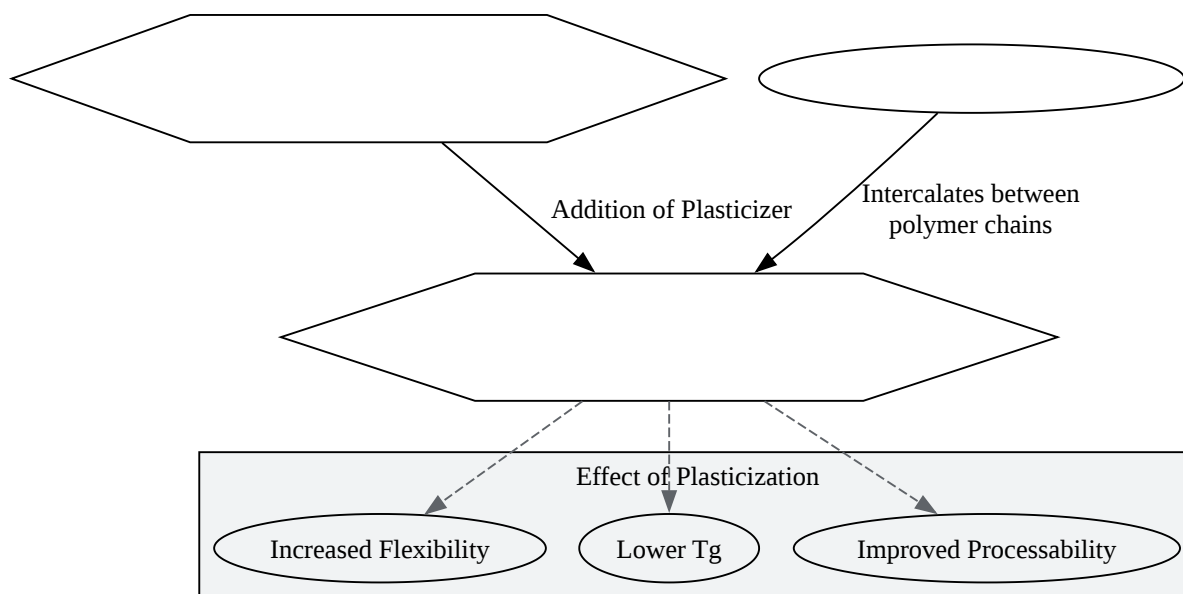 Addition of Plasticizer
Intercalates between
polymer chains
Effect of Plasticization
Increased Flexibility
Lower Tg
Improved Processability